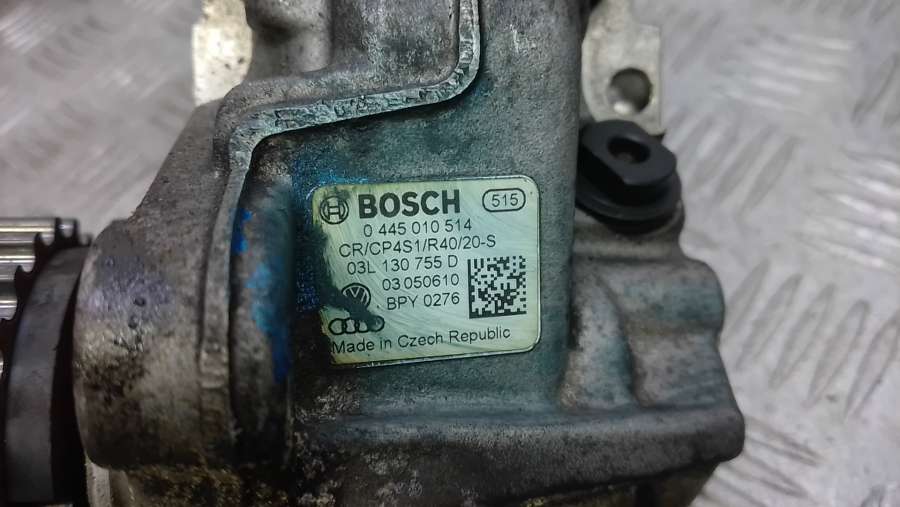 BOSCH 515
0 445 010 514
CR/CP4S1/R40/20-S
03L 130 755 D
03 050610
BPY 0276
Made in Czech Republic